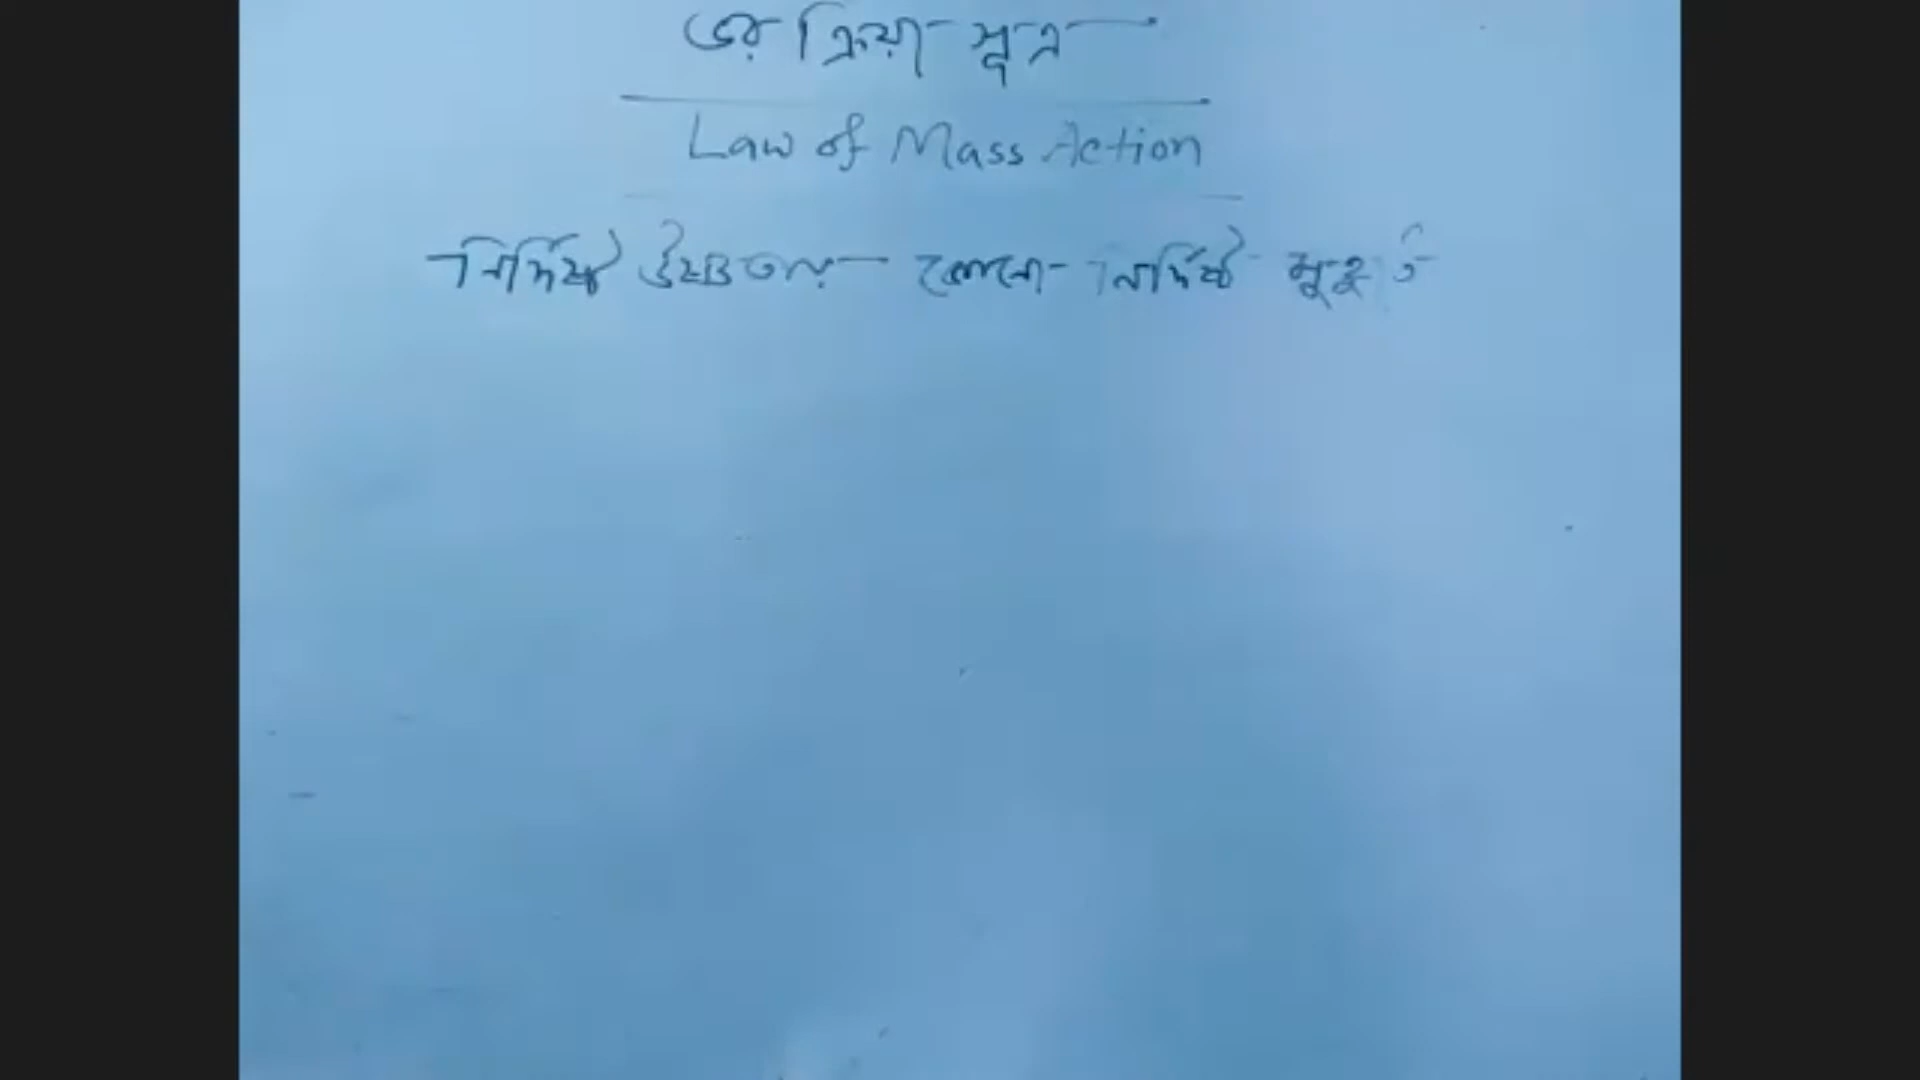 ভর ক্রিয়া সূত্র
Law of Mass Action
নির্দিষ্ট উষ্ণতায় কোনো নির্দিষ্ট মুহূর্ত